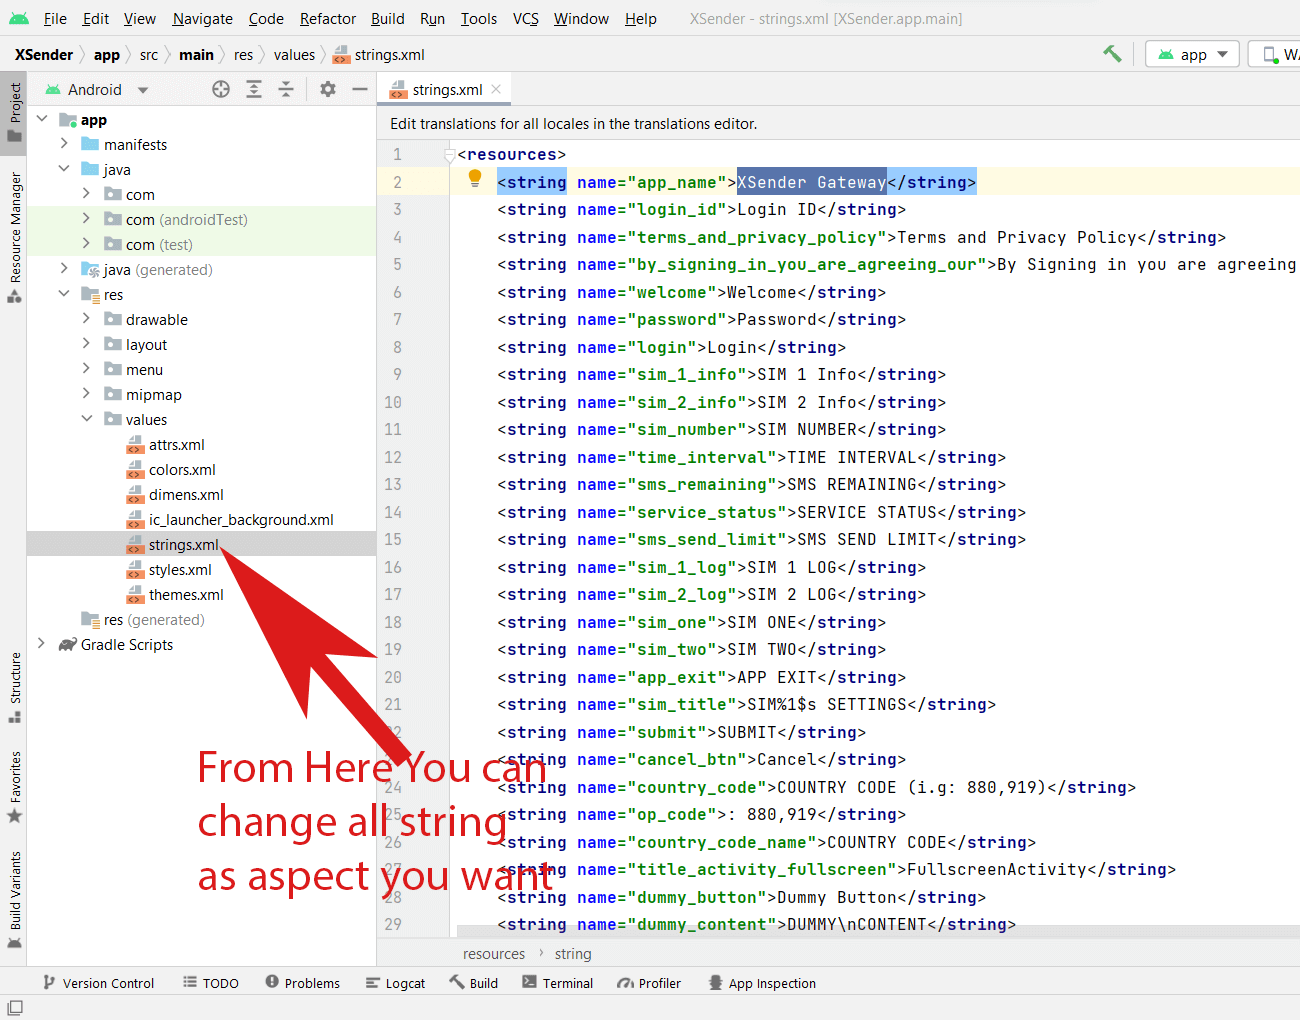 File Edit View Navigate Code Refactor Build Run Tools VCS Window Help XSender - strings.xml [XSender.app.main]
XSender app src main res values strings.xml app
Project
Resource Manager
Structure
Favorites
Build Variants
Android
app
manifests
java
com
com (androidTest)
com (test)
java (generated)
res
drawable
layout
menu
mipmap
values
attrs.xml
colors.xml
dimens.xml
ic_launcher_background.xml
strings.xml
styles.xml
themes.xml
res (generated)
Gradle Scripts
strings.xml
Edit translations for all locales in the translations editor.
1 <resources>
2 <string name="app_name">XSender Gateway</string>
3 <string name="login_id">Login ID</string>
4 <string name="terms_and_privacy_policy">Terms and Privacy Policy</string>
5 <string name="by_signing_in_you_are_agreeing_our">By Signing in you are agreeing
6 <string name="welcome">Welcome</string>
7 <string name="password">Password</string>
8 <string name="login">Login</string>
9 <string name="sim_1_info">SIM 1 Info</string>
10 <string name="sim_2_info">SIM 2 Info</string>
11 <string name="sim_number">SIM NUMBER</string>
12 <string name="time_interval">TIME INTERVAL</string>
13 <string name="sms_remaining">SMS REMAINING</string>
14 <string name="service_status">SERVICE STATUS</string>
15 <string name="sms_send_limit">SMS SEND LIMIT</string>
16 <string name="sim_1_log">SIM 1 LOG</string>
17 <string name="sim_2_log">SIM 2 LOG</string>
18 <string name="sim_one">SIM ONE</string>
19 <string name="sim_two">SIM TWO</string>
20 <string name="app_exit">APP EXIT</string>
21 <string name="sim_title">SIM%1$s SETTINGS</string>
22 <string name="submit">SUBMIT</string>
<string name="cancel_btn">Cancel</string>
24 <string name="country_code">COUNTRY CODE (i.g: 880,919)</string>
25 <string name="op_code">: 880,919</string>
26 <string name="country_code_name">COUNTRY CODE</string>
27 <string name="title_activity_fullscreen">FullscreenActivity</string>
28 <string name="dummy_button">Dummy Button</string>
29 <string name="dummy_content">DUMMY\nCONTENT</string>
From Here You can
change all string
as aspect you want
resources string
Version Control TODO Problems Logcat Build Terminal Profiler App Inspection